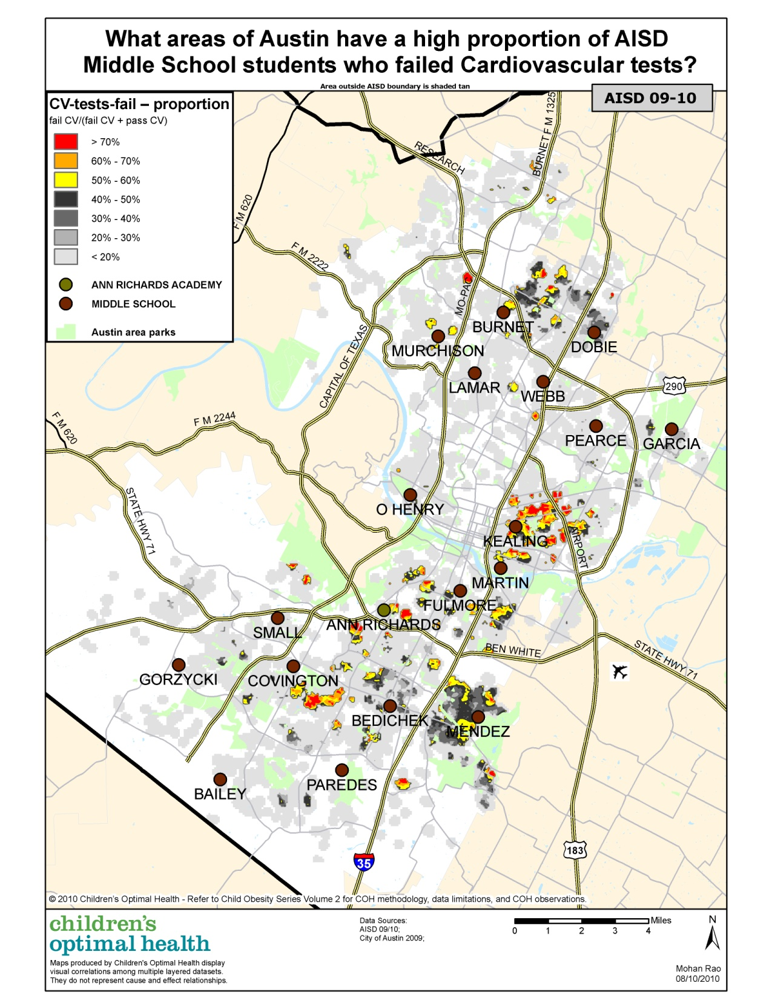 What areas of Austin have a high proportion of AISD
Middle School students who failed Cardiovascular tests?
Area outside AISD boundary is shaded tan
AISD 09-10
CV-tests-fail – proportion
fail CV/(fail CV + pass CV)
> 70%
60% - 70%
50% - 60%
40% - 50%
30% - 40%
20% - 30%
< 20%
ANN RICHARDS ACADEMY
MIDDLE SCHOOL
Austin area parks
RESEARCH
BURNET
F M 1325
F M 620
F M 2222
MO-PAC
CAPITAL OF TEXAS
BURNET
DOBIE
MURCHISON
LAMAR
WEBB
290
F M 620
F M 2244
PEARCE
GARCIA
STATE HWY 71
O HENRY
KEALING
AIRPORT
MARTIN
FULMORE
ANN RICHARDS
SMALL
BEN WHITE
STATE HWY 71
GORZYCKI
COVINGTON
BEDICHEK
MENDEZ
PAREDES
BAILEY
183
35
© 2010 Children's Optimal Health - Refer to Child Obesity Series Volume 2 for COH methodology, data limitations, and COH observations.
children's
optimal health
Maps produced by Children's Optimal Health display
visual correlations among multiple layered datasets.
They do not represent cause and effect relationships.
Data Sources:
AISD 09/10;
City of Austin 2009;
Miles
0 1 2 3 4
N
Mohan Rao
08/10/2010